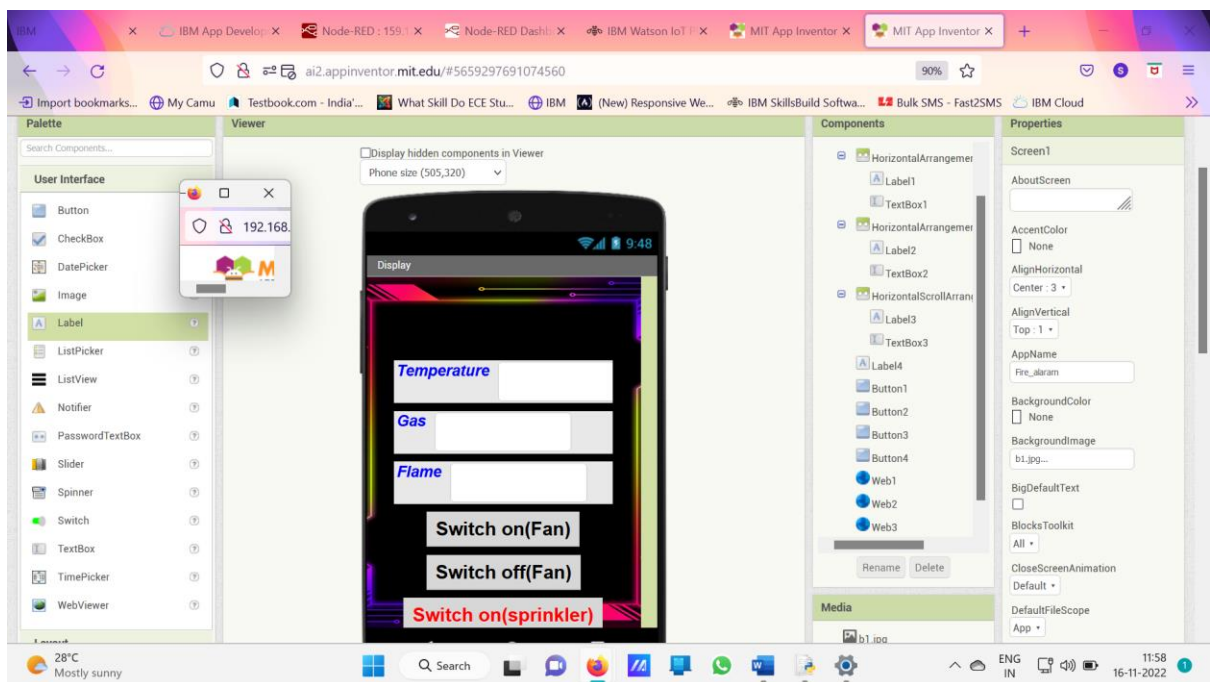 IBM
IBM App Develop
Node-RED : 159.1
Node-RED Dashb
IBM Watson IoT P
MIT App Inventor
MIT App Inventor
ai2.appinventor.mit.edu/#5659297691074560
90%
S
Import bookmarks...
My Camu
Testbook.com - India'...
What Skill Do ECE Stu...
IBM
(New) Responsive We...
IBM SkillsBuild Softwa...
Bulk SMS - Fast2SMS
IBM Cloud
Palette
Search Components...
User Interface
Button
CheckBox
DatePicker
Image
Label
ListPicker
ListView
Notifier
PasswordTextBox
Slider
Spinner
Switch
TextBox
TimePicker
WebViewer
192.168.
M
Viewer
Display hidden components in Viewer
Phone size (505,320)
9:48
Display
Temperature
Gas
Flame
Switch on(Fan)
Switch off(Fan)
Switch on(sprinkler)
Components
HorizontalArrangemer
Label1
TextBox1
HorizontalArrangemer
Label2
TextBox2
HorizontalScrollArran
Label3
TextBox3
Label4
Button1
Button2
Button3
Button4
Web1
Web2
Web3
Rename
Delete
Media
b1.jpg
Properties
Screen1
AboutScreen
AccentColor
None
AlignHorizontal
Center : 3
AlignVertical
Top : 1
AppName
Fire_alaram
BackgroundColor
None
BackgroundImage
b1.jpg...
BigDefaultText
BlocksToolkit
All
CloseScreenAnimation
Default
DefaultFileScope
App
28°C
Mostly sunny
Search
ENG
IN
11:58
16-11-2022
1